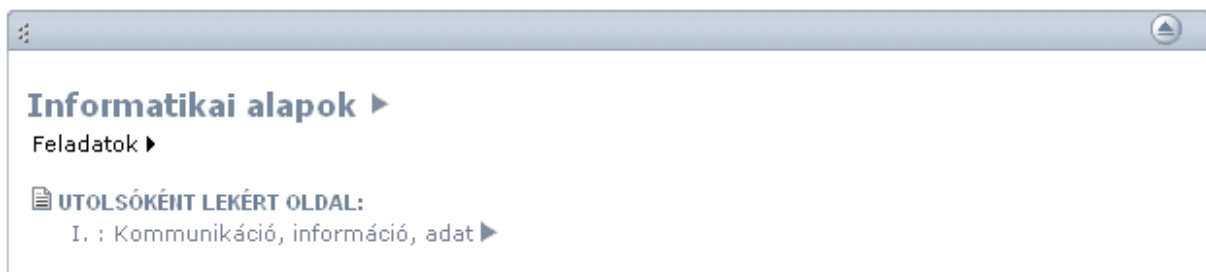 Informatikai alapok
Feladatok
UTOLSÓKÉNT LEKÉRT OLDAL:
I. : Kommunikáció, információ, adat